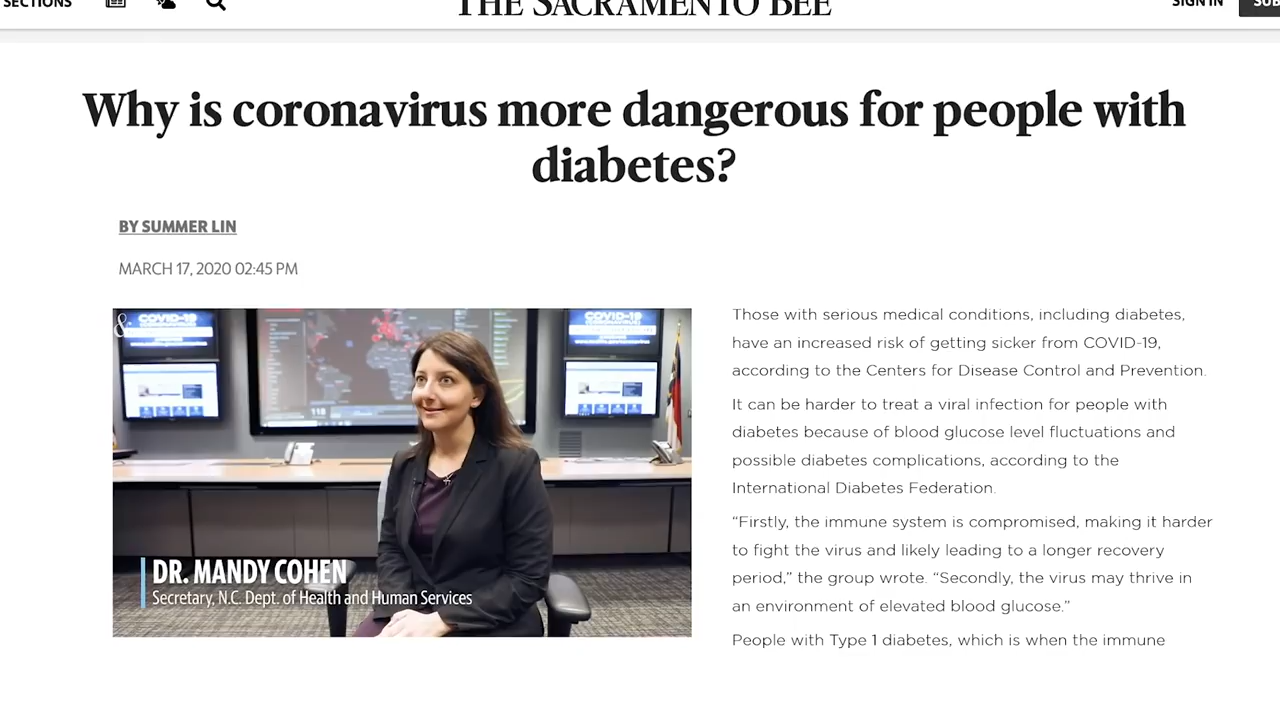 SECTIONS
THE SACRAMENTO BEE
SIGN IN
SUB
Why is coronavirus more dangerous for people with
diabetes?
BY SUMMER LIN
MARCH 17, 2020 02:45 PM
&
COVID-19
COVID-19
118
DR. MANDY COHEN
Secretary, N.C. Dept. of Health and Human Services
Those with serious medical conditions, including diabetes,
have an increased risk of getting sicker from COVID-19,
according to the Centers for Disease Control and Prevention.
It can be harder to treat a viral infection for people with
diabetes because of blood glucose level fluctuations and
possible diabetes complications, according to the
International Diabetes Federation.
“Firstly, the immune system is compromised, making it harder
to fight the virus and likely leading to a longer recovery
period,” the group wrote. “Secondly, the virus may thrive in
an environment of elevated blood glucose.”
People with Type 1 diabetes, which is when the immune